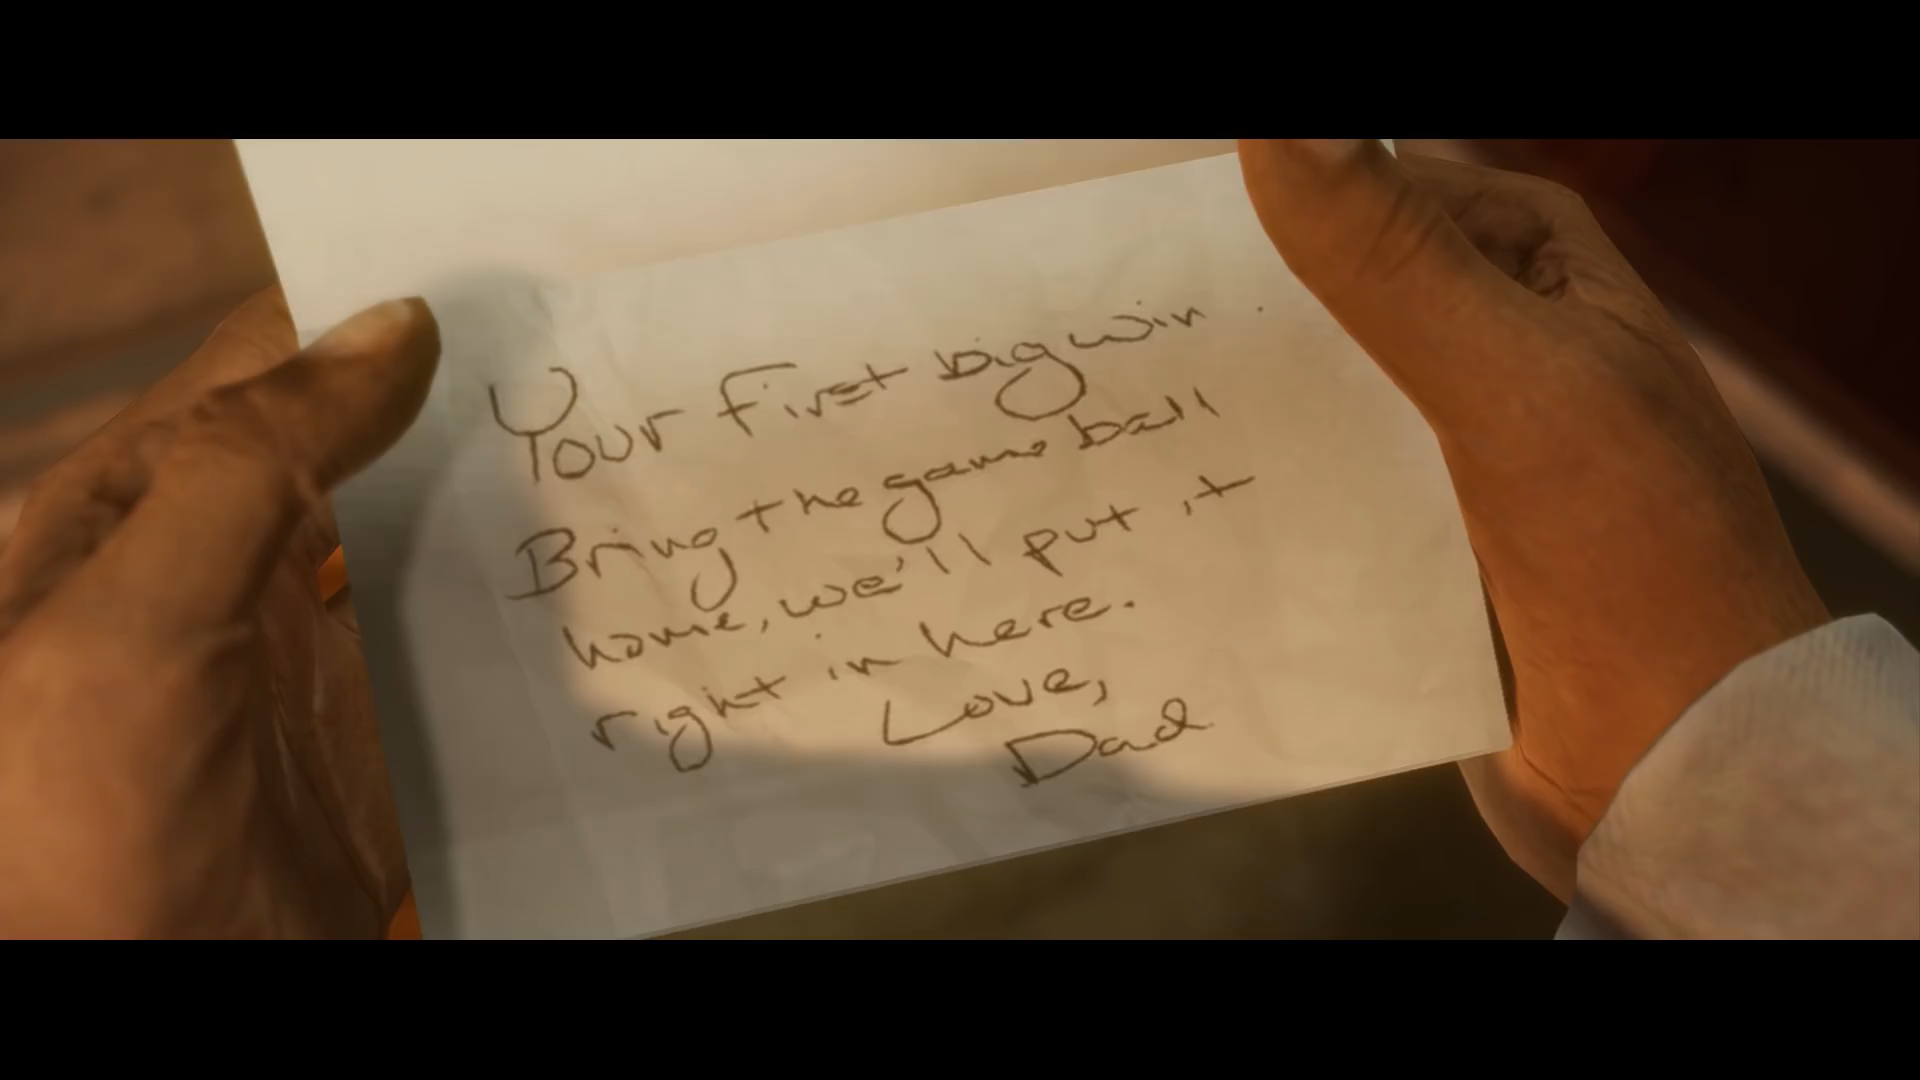 Your first big win.
Bring the game ball
home, we'll put it
right in here.
Love,
Dad